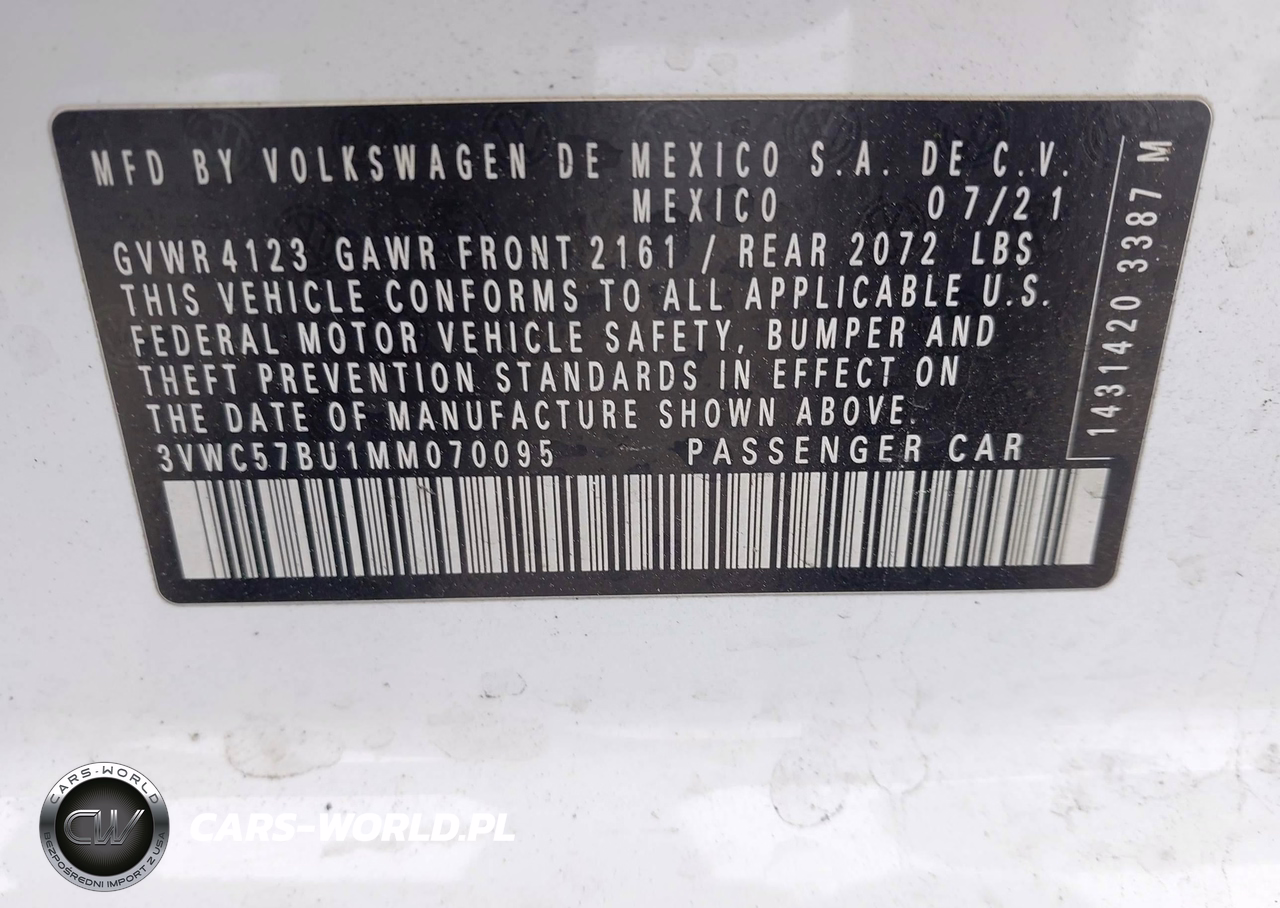 MFD BY VOLKSWAGEN DE MEXICO S.A. DE C.V.
MEXICO 07/21
GVWR 4123 GAWR FRONT 2161 / REAR 2072 LBS
THIS VEHICLE CONFORMS TO ALL APPLICABLE U.S.
FEDERAL MOTOR VEHICLE SAFETY, BUMPER AND
THEFT PREVENTION STANDARDS IN EFFECT ON
THE DATE OF MANUFACTURE SHOWN ABOVE.
3VWC57BU1MM070095 PASSENGER CAR
1431420 3387 M
CARS-WORLD
CW
BEZPOŚREDNI IMPORT Z USA
CARS-WORLD.PL